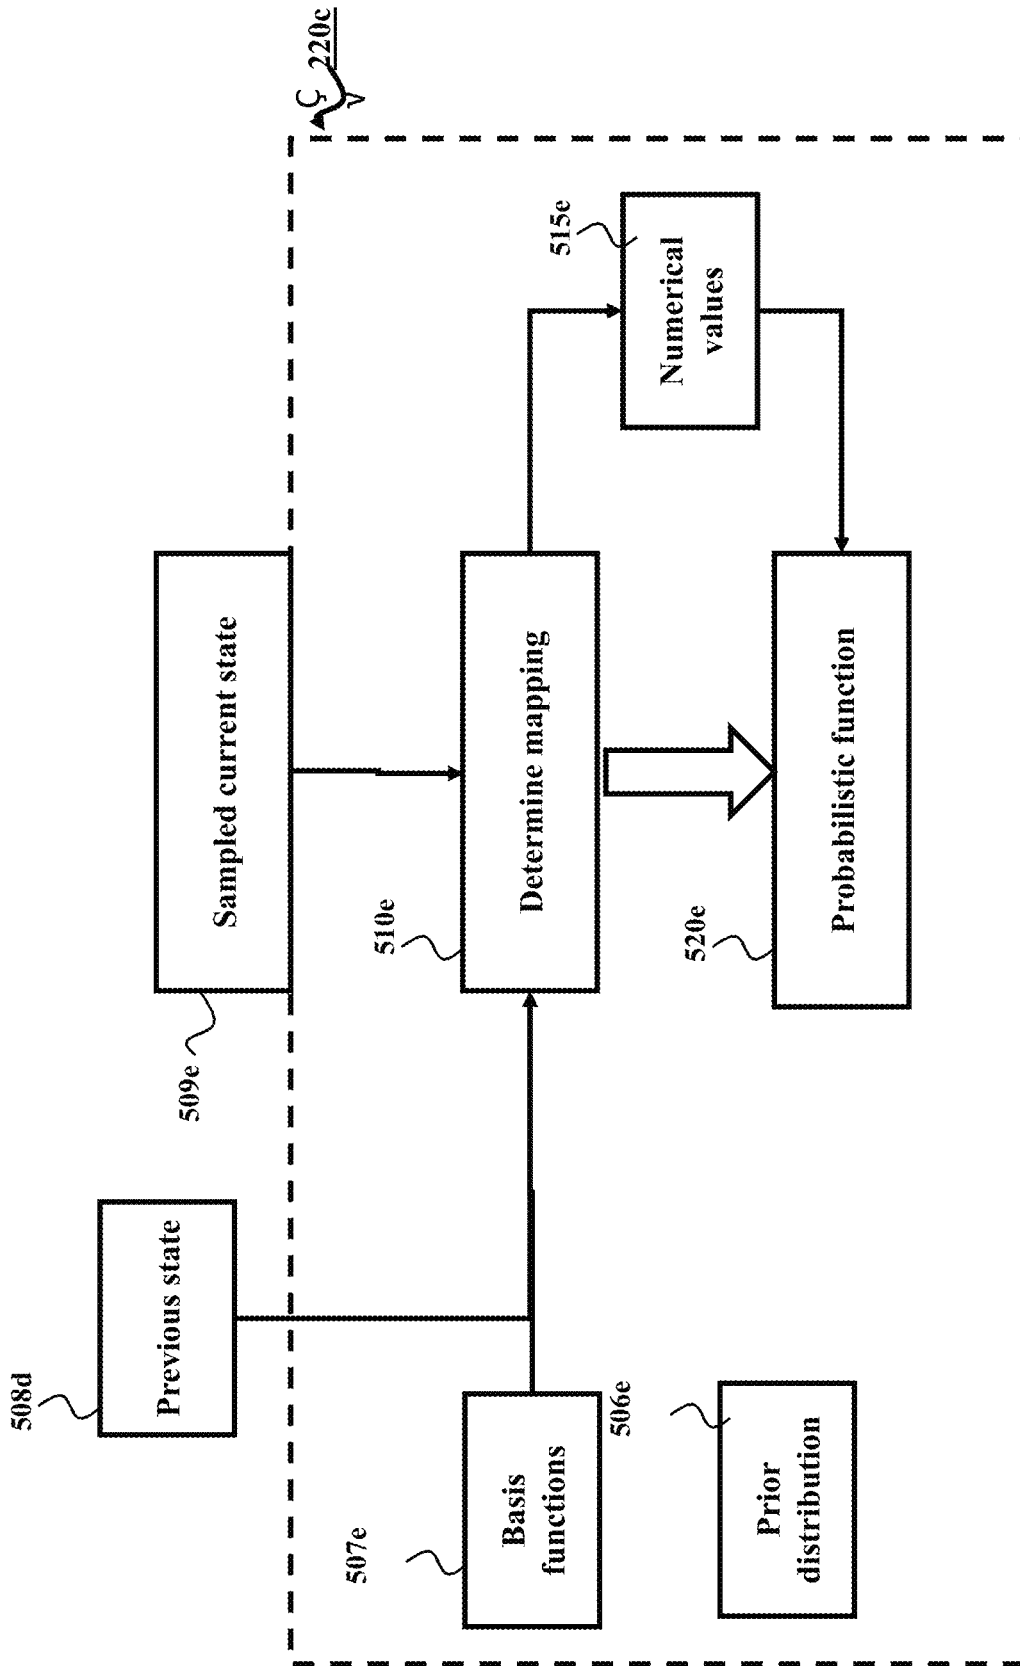 220c
508d
Previous state
509e
Sampled current state
507e
Basis
functions
510e
Determine mapping
515e
Numerical
values
506e
Prior
distribution
520e
Probabilistic function